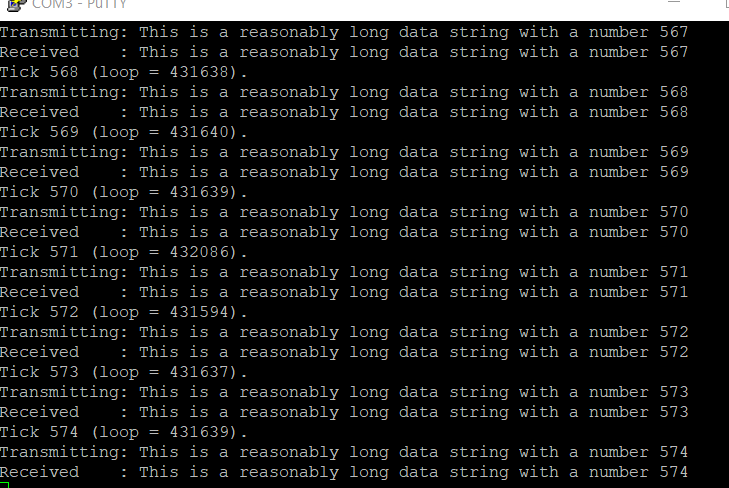 COM3 - PuTTY
Transmitting: This is a reasonably long data string with a number 567
Received    : This is a reasonably long data string with a number 567
Tick 568 (loop = 431638).
Transmitting: This is a reasonably long data string with a number 568
Received    : This is a reasonably long data string with a number 568
Tick 569 (loop = 431640).
Transmitting: This is a reasonably long data string with a number 569
Received    : This is a reasonably long data string with a number 569
Tick 570 (loop = 431639).
Transmitting: This is a reasonably long data string with a number 570
Received    : This is a reasonably long data string with a number 570
Tick 571 (loop = 432086).
Transmitting: This is a reasonably long data string with a number 571
Received    : This is a reasonably long data string with a number 571
Tick 572 (loop = 431594).
Transmitting: This is a reasonably long data string with a number 572
Received    : This is a reasonably long data string with a number 572
Tick 573 (loop = 431637).
Transmitting: This is a reasonably long data string with a number 573
Received    : This is a reasonably long data string with a number 573
Tick 574 (loop = 431639).
Transmitting: This is a reasonably long data string with a number 574
Received    : This is a reasonably long data string with a number 574